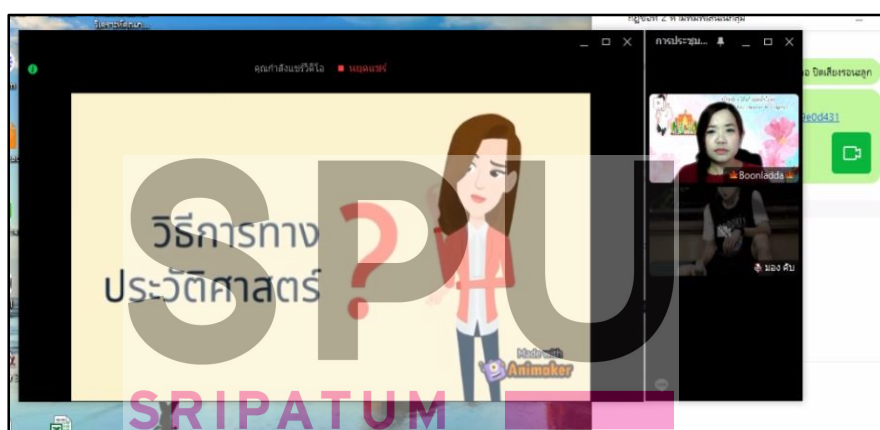 คุณกำลังแชร์วิดีโอ
หยุดแชร์
การประชุม...
วิธีการทาง
ประวัติศาสตร์
?
Made with
Animaker
Boonladda
มอง คับ
9e0d431
SPU
SRIPATUM